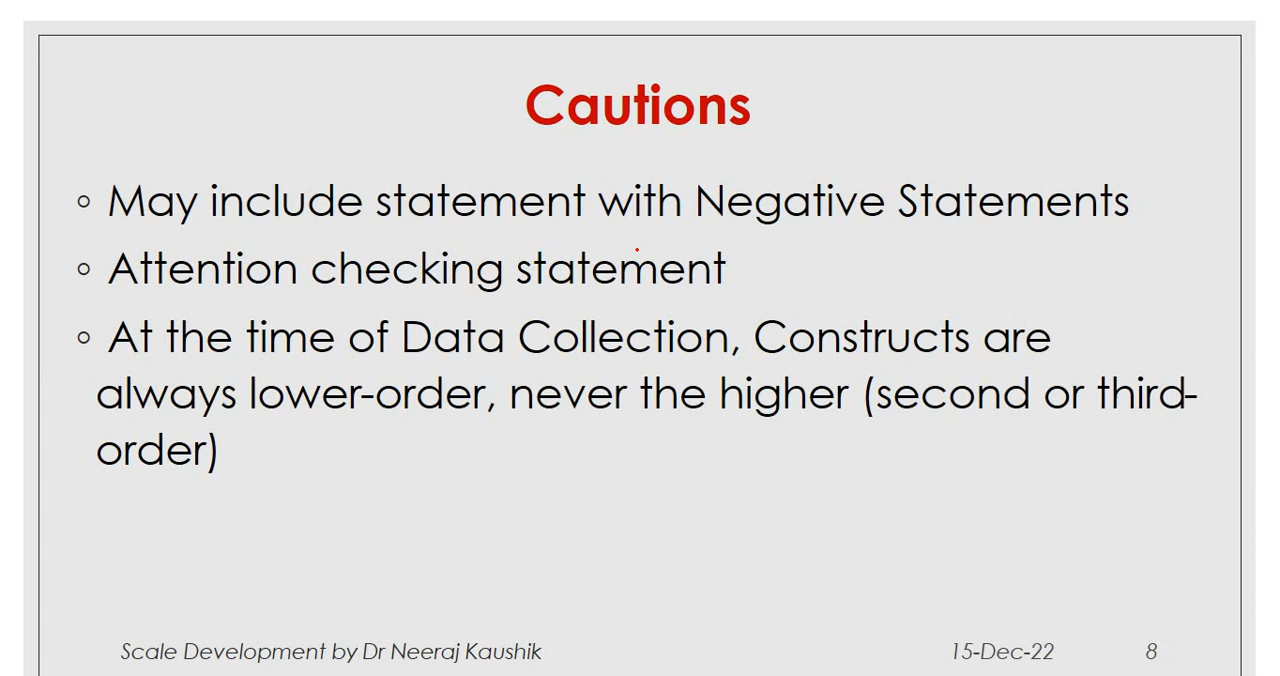 Cautions
◦ May include statement with Negative Statements
◦ Attention checking statement
◦ At the time of Data Collection, Constructs are
always lower-order, never the higher (second or third-
order)
Scale Development by Dr Neeraj Kaushik 15-Dec-22 8